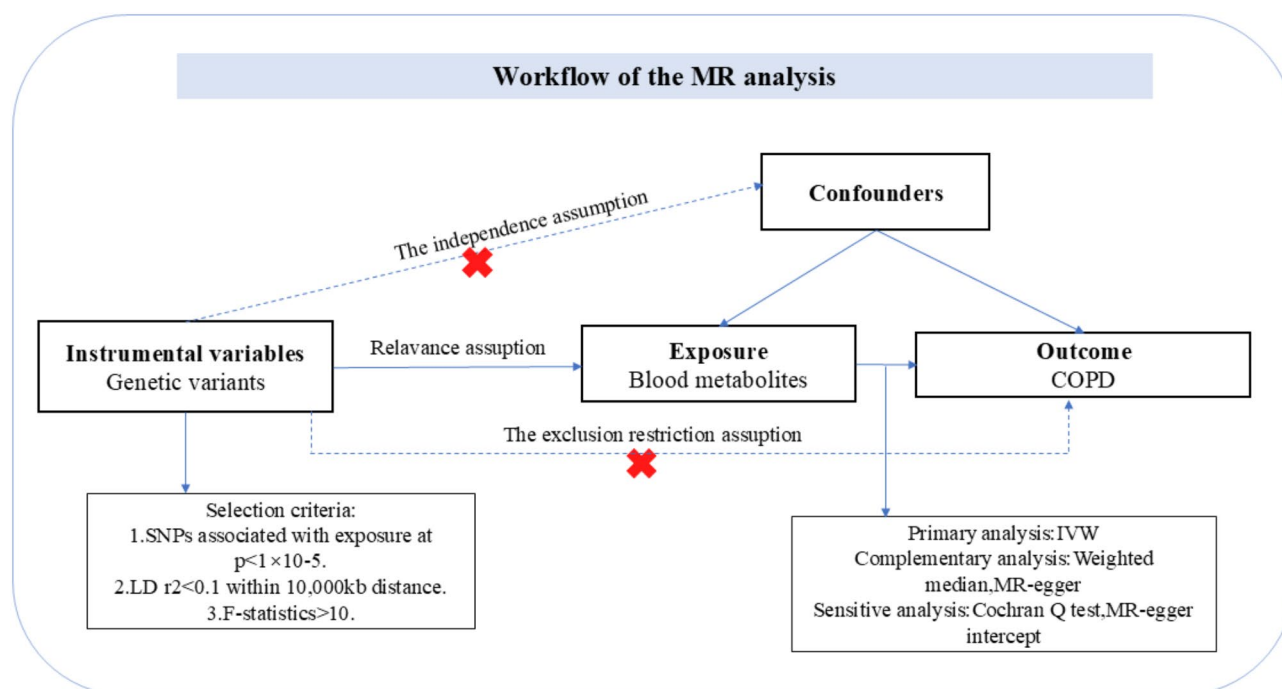 Workflow of the MR analysis
Confounders
The independence assumption
Instrumental variables
Genetic variants
Relavance assuption
Exposure
Blood metabolites
Outcome
COPD
The exclusion restriction assuption
Selection criteria:
1.SNPs associated with exposure at
p<1×10-5.
2.LD r2<0.1 within 10,000kb distance.
3.F-statistics>10.
Primary analysis:IVW
Complementary analysis:Weighted
median,MR-egger
Sensitive analysis:Cochran Q test,MR-egger
intercept